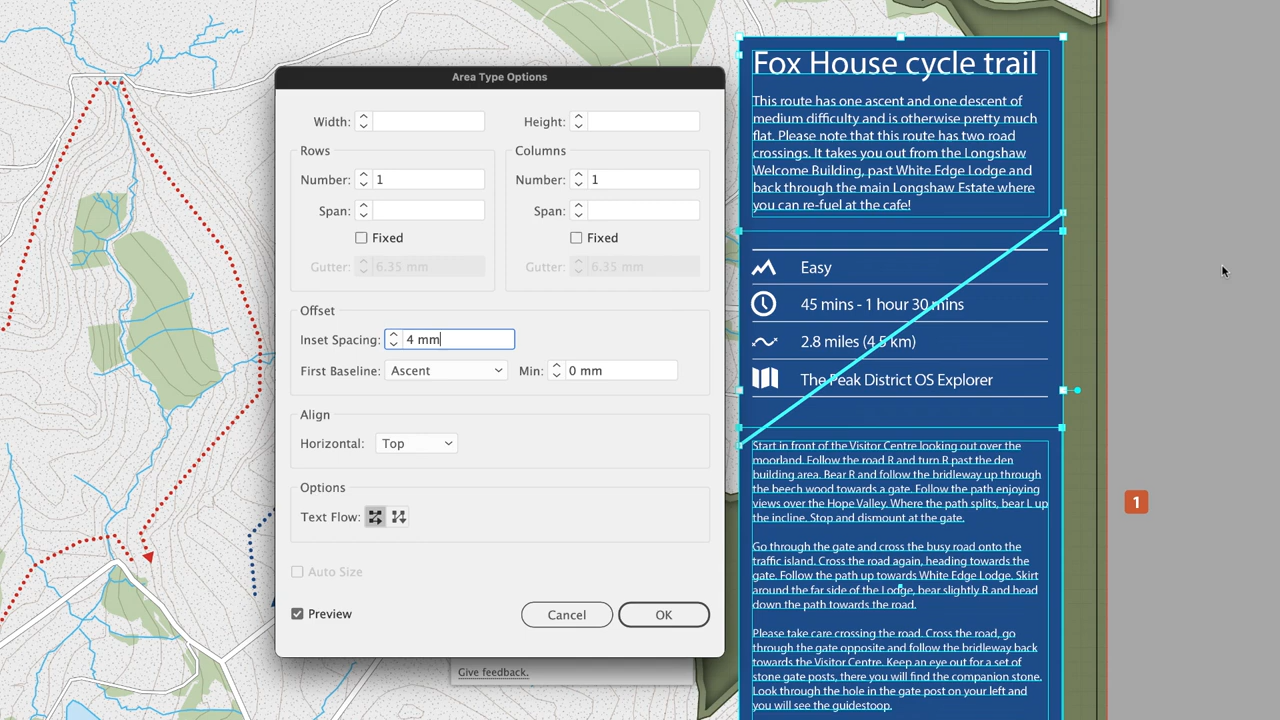 Area Type Options
Width:
Height:
Rows
Columns
Number: 1
Number: 1
Span:
Span:
Fixed
Fixed
Gutter: 6.35 mm
Gutter: 6.35 mm
Offset
Inset Spacing: 4 mm
First Baseline: Ascent
Min: 0 mm
Align
Horizontal: Top
Options
Text Flow:
Auto Size
Preview
Cancel
OK
Give feedback.
Fox House cycle trail
This route has one ascent and one descent of
medium difficulty and is otherwise pretty much
flat. Please note that this route has two road
crossings. It takes you out from the Longshaw
Welcome Building, past White Edge Lodge and
back through the main Longshaw Estate where
you can re-fuel at the cafe!
Easy
45 mins - 1 hour 30 mins
2.8 miles (4.5 km)
The Peak District OS Explorer
Start in front of the Visitor Centre looking out over the
moorland. Follow the road R and turn R past the den
building area. Bear R and follow the bridleway up through
the beech wood towards a gate. Follow the path enjoying
views over the Hope Valley. Where the path splits, bear L up
the incline. Stop and dismount at the gate.
Go through the gate and cross the busy road onto the
traffic island. Cross the road again, heading towards the
gate. Follow the path up towards White Edge Lodge. Skirt
around the far side of the Lodge, bear slightly R and head
down the path towards the road.
Please take care crossing the road. Cross the road, go
through the gate opposite and follow the bridleway back
towards the Visitor Centre. Keep an eye out for a set of
stone gate posts, there you will find the companion stone.
Look through the hole in the gate post on your left and
you will see the guidestoop.
1